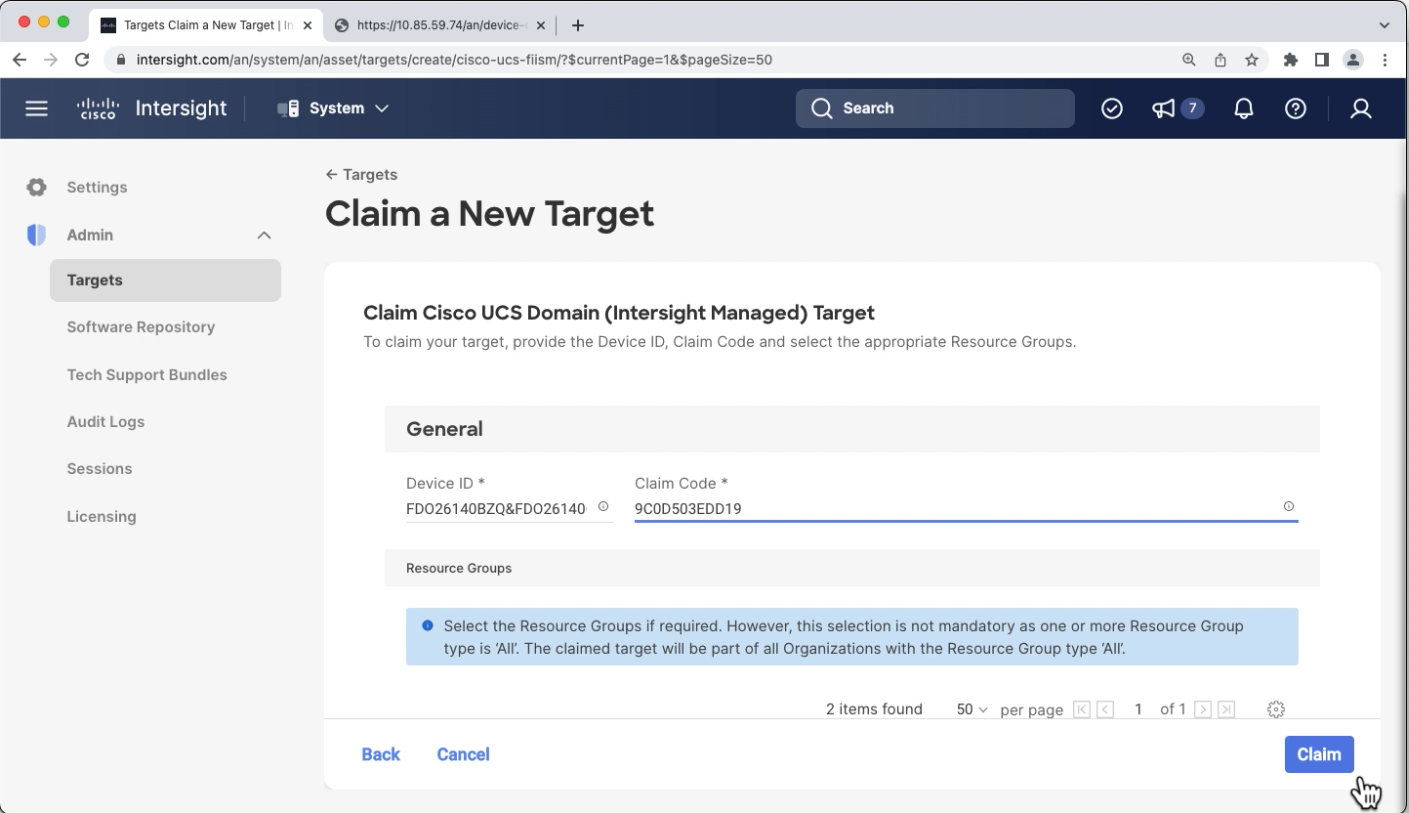 Targets Claim a New Target | In
https://10.85.59.74/an/device-
intersight.com/an/system/an/asset/targets/create/cisco-ucs-fiism/?$currentPage=1&$pageSize=50
cisco Intersight
System
Search
7
Settings
Admin
Targets
Software Repository
Tech Support Bundles
Audit Logs
Sessions
Licensing
← Targets
Claim a New Target
Claim Cisco UCS Domain (Intersight Managed) Target
To claim your target, provide the Device ID, Claim Code and select the appropriate Resource Groups.
General
Device ID * Claim Code *
FDO26140BZQ&FDO26140 9C0D503EDD19
Resource Groups
Select the Resource Groups if required. However, this selection is not mandatory as one or more Resource Group
type is ‘All’. The claimed target will be part of all Organizations with the Resource Group type ‘All’.
2 items found 50 per page 1 of 1
Back Cancel Claim